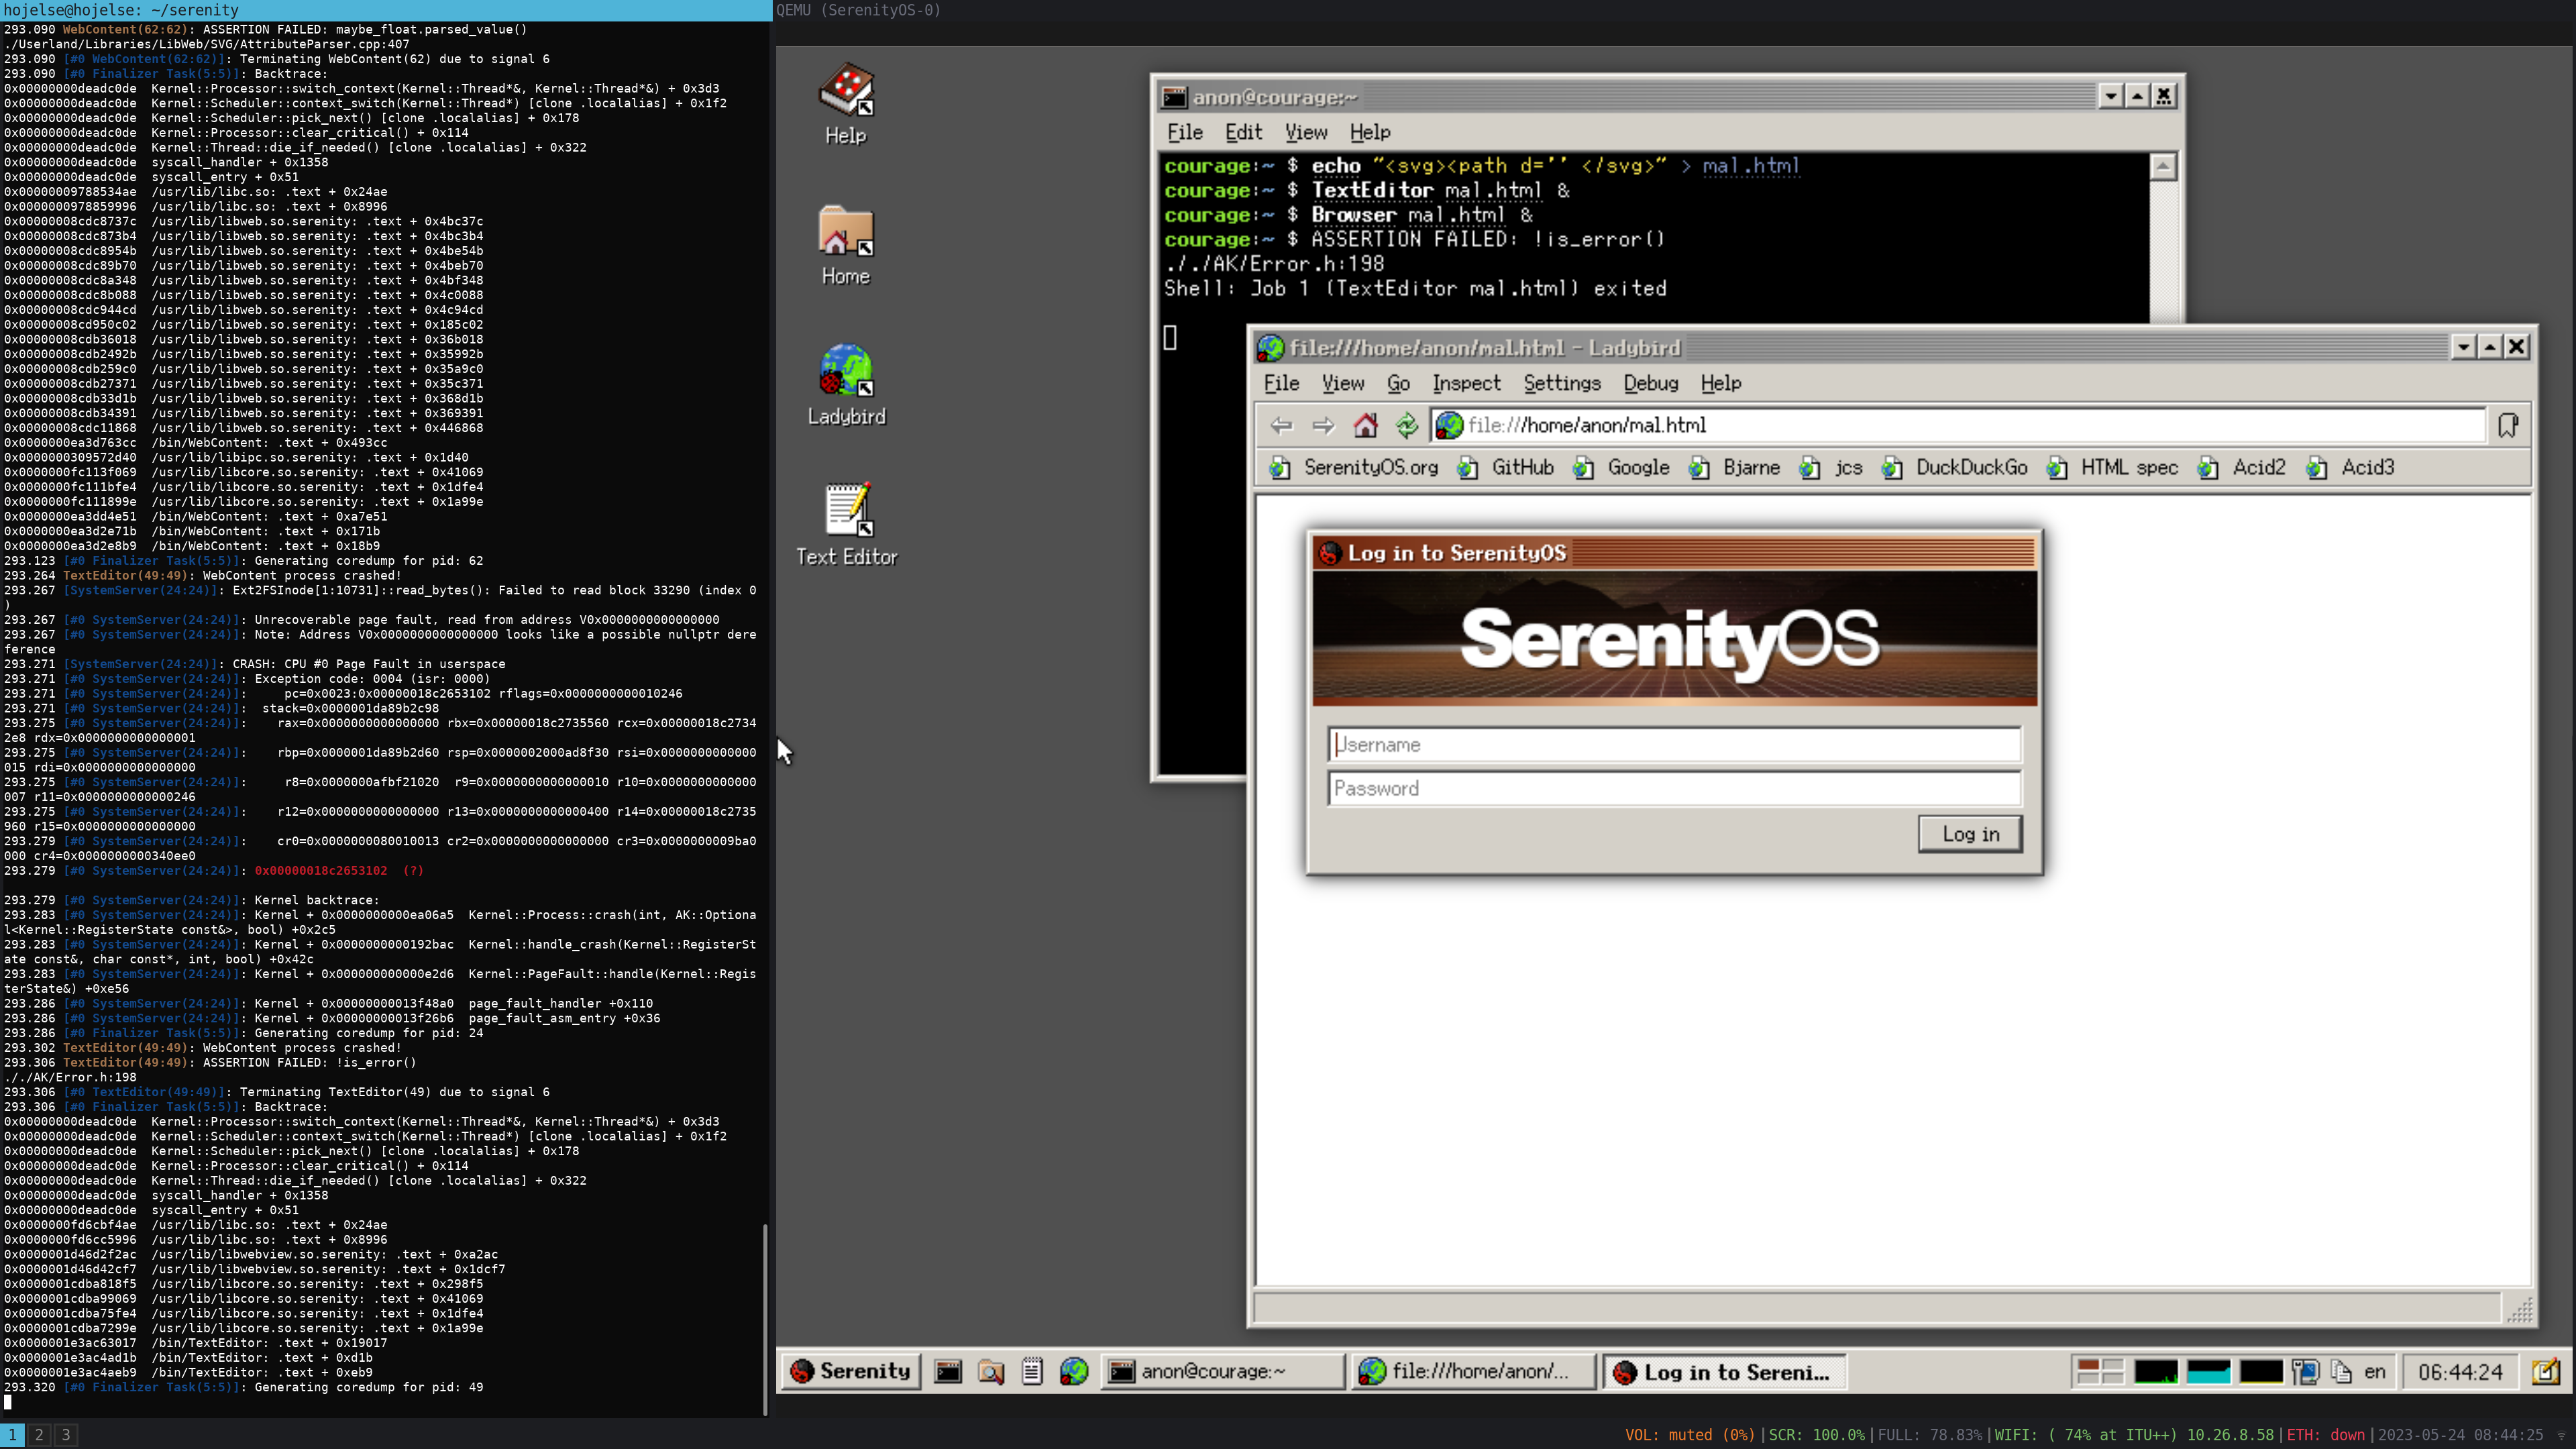 hojelse@hojelse: ~/serenity
293.090 WebContent(62:62): ASSERTION FAILED: maybe_float.parsed_value()
./Userland/Libraries/LibWeb/SVG/AttributeParser.cpp:407
293.090 [#0 WebContent(62:62)]: Terminating WebContent(62) due to signal 6
293.090 [#0 Finalizer Task(5:5)]: Backtrace:
0x00000000deadc0de  Kernel::Processor::switch_context(Kernel::Thread*&, Kernel::Thread*&) + 0x3d3
0x00000000deadc0de  Kernel::Scheduler::context_switch(Kernel::Thread*) [clone .localalias] + 0x1f2
0x00000000deadc0de  Kernel::Scheduler::pick_next() [clone .localalias] + 0x178
0x00000000deadc0de  Kernel::Processor::clear_critical() + 0x114
0x00000000deadc0de  Kernel::Thread::die_if_needed() [clone .localalias] + 0x322
0x00000000deadc0de  syscall_handler + 0x1358
0x00000000deadc0de  syscall_entry + 0x51
0x00000009788534ae  /usr/lib/libc.so: .text + 0x24ae
0x0000000978859996  /usr/lib/libc.so: .text + 0x8996
0x00000008cdc8737c  /usr/lib/libweb.so.serenity: .text + 0x4bc37c
0x00000008cdc873b4  /usr/lib/libweb.so.serenity: .text + 0x4bc3b4
0x00000008cdc8954b  /usr/lib/libweb.so.serenity: .text + 0x4be54b
0x00000008cdc89b70  /usr/lib/libweb.so.serenity: .text + 0x4beb70
0x00000008cdc8a348  /usr/lib/libweb.so.serenity: .text + 0x4bf348
0x00000008cdc8b088  /usr/lib/libweb.so.serenity: .text + 0x4c0088
0x00000008cdc944cd  /usr/lib/libweb.so.serenity: .text + 0x4c94cd
0x00000008cd950c02  /usr/lib/libweb.so.serenity: .text + 0x185c02
0x00000008cdb36018  /usr/lib/libweb.so.serenity: .text + 0x36b018
0x00000008cdb2492b  /usr/lib/libweb.so.serenity: .text + 0x35992b
0x00000008cdb259c0  /usr/lib/libweb.so.serenity: .text + 0x35a9c0
0x00000008cdb27371  /usr/lib/libweb.so.serenity: .text + 0x35c371
0x00000008cdb33d1b  /usr/lib/libweb.so.serenity: .text + 0x368d1b
0x00000008cdb34391  /usr/lib/libweb.so.serenity: .text + 0x369391
0x00000008cdc11868  /usr/lib/libweb.so.serenity: .text + 0x446868
0x0000000ea3d763cc  /bin/WebContent: .text + 0x493cc
0x0000000309572d40  /usr/lib/libipc.so.serenity: .text + 0x1d40
0x0000000fc113f069  /usr/lib/libcore.so.serenity: .text + 0x41069
0x0000000fc111bfe4  /usr/lib/libcore.so.serenity: .text + 0x1dfe4
0x0000000fc111899e  /usr/lib/libcore.so.serenity: .text + 0x1a99e
0x0000000ea3dd4e51  /bin/WebContent: .text + 0xa7e51
0x0000000ea3d2e71b  /bin/WebContent: .text + 0x171b
0x0000000ea3d2e8b9  /bin/WebContent: .text + 0x18b9
293.123 [#0 Finalizer Task(5:5)]: Generating coredump for pid: 62
293.264 TextEditor(49:49): WebContent process crashed!
293.267 [SystemServer(24:24)]: Ext2FSInode[1:10731]::read_bytes(): Failed to read block 33290 (index 0
)
293.267 [#0 SystemServer(24:24)]: Unrecoverable page fault, read from address V0x0000000000000000
293.267 [#0 SystemServer(24:24)]: Note: Address V0x0000000000000000 looks like a possible nullptr dere
ference
293.271 [SystemServer(24:24)]: CRASH: CPU #0 Page Fault in userspace
293.271 [#0 SystemServer(24:24)]: Exception code: 0004 (isr: 0000)
293.271 [#0 SystemServer(24:24)]:     pc=0x0023:0x00000018c2653102 rflags=0x0000000000010246
293.271 [#0 SystemServer(24:24)]:  stack=0x0000001da89b2c98
293.275 [#0 SystemServer(24:24)]:    rax=0x0000000000000000 rbx=0x00000018c2735560 rcx=0x00000018c2734
2e8 rdx=0x0000000000000001
293.275 [#0 SystemServer(24:24)]:    rbp=0x0000001da89b2d60 rsp=0x0000002000ad8f30 rsi=0x0000000000000
015 rdi=0x0000000000000000
293.275 [#0 SystemServer(24:24)]:     r8=0x0000000afbf21020  r9=0x0000000000000010 r10=0x0000000000000
007 r11=0x0000000000000246
293.275 [#0 SystemServer(24:24)]:    r12=0x0000000000000000 r13=0x0000000000000400 r14=0x00000018c2735
960 r15=0x0000000000000000
293.279 [#0 SystemServer(24:24)]:    cr0=0x0000000080010013 cr2=0x0000000000000000 cr3=0x0000000009ba0
000 cr4=0x0000000000340ee0
293.279 [#0 SystemServer(24:24)]: 0x00000018c2653102  (?)
293.279 [#0 SystemServer(24:24)]: Kernel backtrace:
293.283 [#0 SystemServer(24:24)]: Kernel + 0x0000000000ea06a5  Kernel::Process::crash(int, AK::Optiona
l<Kernel::RegisterState const&>, bool) +0x2c5
293.283 [#0 SystemServer(24:24)]: Kernel + 0x0000000000192bac  Kernel::handle_crash(Kernel::RegisterSt
ate const&, char const*, int, bool) +0x42c
293.283 [#0 SystemServer(24:24)]: Kernel + 0x000000000000e2d6  Kernel::PageFault::handle(Kernel::Regis
terState&) +0xe56
293.286 [#0 SystemServer(24:24)]: Kernel + 0x00000000013f48a0  page_fault_handler +0x110
293.286 [#0 SystemServer(24:24)]: Kernel + 0x00000000013f26b6  page_fault_asm_entry +0x36
293.286 [#0 Finalizer Task(5:5)]: Generating coredump for pid: 24
293.302 TextEditor(49:49): WebContent process crashed!
293.306 TextEditor(49:49): ASSERTION FAILED: !is_error()
././AK/Error.h:198
293.306 [#0 TextEditor(49:49)]: Terminating TextEditor(49) due to signal 6
293.306 [#0 Finalizer Task(5:5)]: Backtrace:
0x00000000deadc0de  Kernel::Processor::switch_context(Kernel::Thread*&, Kernel::Thread*&) + 0x3d3
0x00000000deadc0de  Kernel::Scheduler::context_switch(Kernel::Thread*) [clone .localalias] + 0x1f2
0x00000000deadc0de  Kernel::Scheduler::pick_next() [clone .localalias] + 0x178
0x00000000deadc0de  Kernel::Processor::clear_critical() + 0x114
0x00000000deadc0de  Kernel::Thread::die_if_needed() [clone .localalias] + 0x322
0x00000000deadc0de  syscall_handler + 0x1358
0x00000000deadc0de  syscall_entry + 0x51
0x0000000fd6cbf4ae  /usr/lib/libc.so: .text + 0x24ae
0x0000000fd6cc5996  /usr/lib/libc.so: .text + 0x8996
0x0000001d46d2f2ac  /usr/lib/libwebview.so.serenity: .text + 0xa2ac
0x0000001d46d42cf7  /usr/lib/libwebview.so.serenity: .text + 0x1dcf7
0x0000001cdba818f5  /usr/lib/libcore.so.serenity: .text + 0x298f5
0x0000001cdba99069  /usr/lib/libcore.so.serenity: .text + 0x41069
0x0000001cdba75fe4  /usr/lib/libcore.so.serenity: .text + 0x1dfe4
0x0000001cdba7299e  /usr/lib/libcore.so.serenity: .text + 0x1a99e
0x0000001e3ac63017  /bin/TextEditor: .text + 0x19017
0x0000001e3ac4ad1b  /bin/TextEditor: .text + 0xd1b
0x0000001e3ac4aeb9  /bin/TextEditor: .text + 0xeb9
293.320 [#0 Finalizer Task(5:5)]: Generating coredump for pid: 49
QEMU (SerenityOS-0)
Help
Home
Ladybird
Text Editor
anon@courage:~
File Edit View Help
courage:~ $ echo "<svg><path d='' </svg>" > mal.html
courage:~ $ TextEditor mal.html &
courage:~ $ Browser mal.html &
courage:~ $ ASSERTION FAILED: !is_error()
././AK/Error.h:198
Shell: Job 1 (TextEditor mal.html) exited
file:///home/anon/mal.html - Ladybird
File View Go Inspect Settings Debug Help
file:///home/anon/mal.html
SerenityOS.org GitHub Google Bjarne jcs DuckDuckGo HTML spec Acid2 Acid3
Log in to SerenityOS
SerenityOS
Username
Password
Log in
Serenity anon@courage:~ file:///home/anon/... Log in to Sereni... en 06:44:24
1 2 3 VOL: muted (0%)|SCR: 100.0%|FULL: 78.83%|WIFI: ( 74% at ITU++) 10.26.8.58|ETH: down|2023-05-24 08:44:25